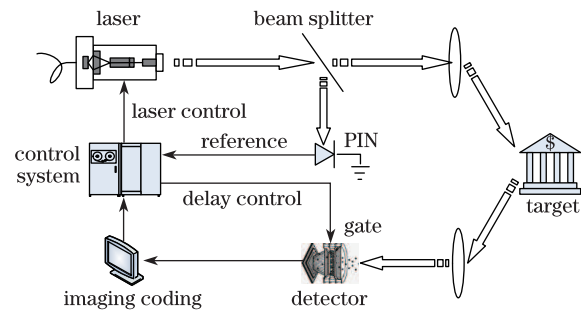 laser
beam splitter
laser control
reference
PIN
control
system
$
delay control
target
gate
imaging coding
detector